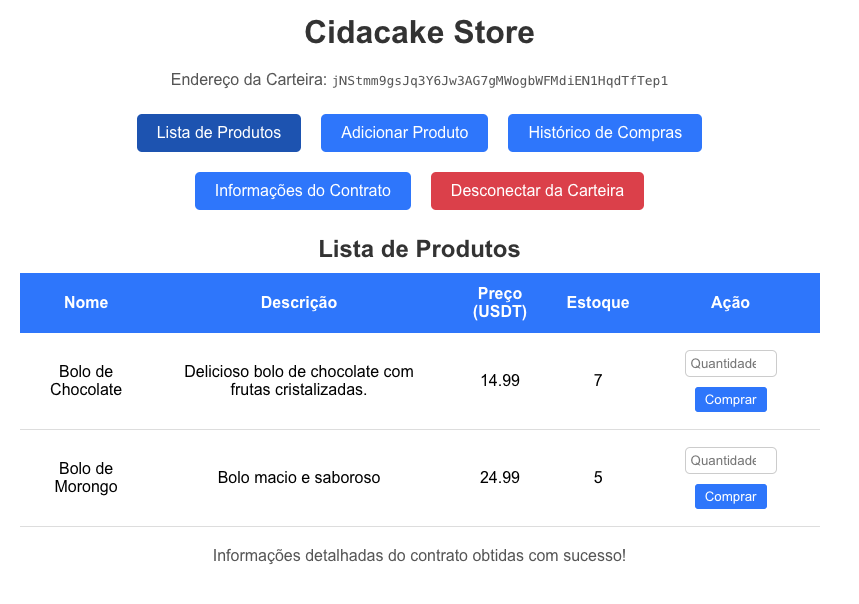 Cidacake Store
Endereço da Carteira: jNStmm9gsJq3Y6Jw3AG7gMWogbWFMdiEN1HqdTfTep1
Lista de Produtos Adicionar Produto Histórico de Compras
Informações do Contrato Desconectar da Carteira
Lista de Produtos
Nome Descrição Preço (USDT) Estoque Ação
Bolo de Chocolate Delicioso bolo de chocolate com frutas cristalizadas. 14.99 7 Quantidade
Comprar
Bolo de Morongo Bolo macio e saboroso 24.99 5 Quantidade
Comprar
Informações detalhadas do contrato obtidas com sucesso!